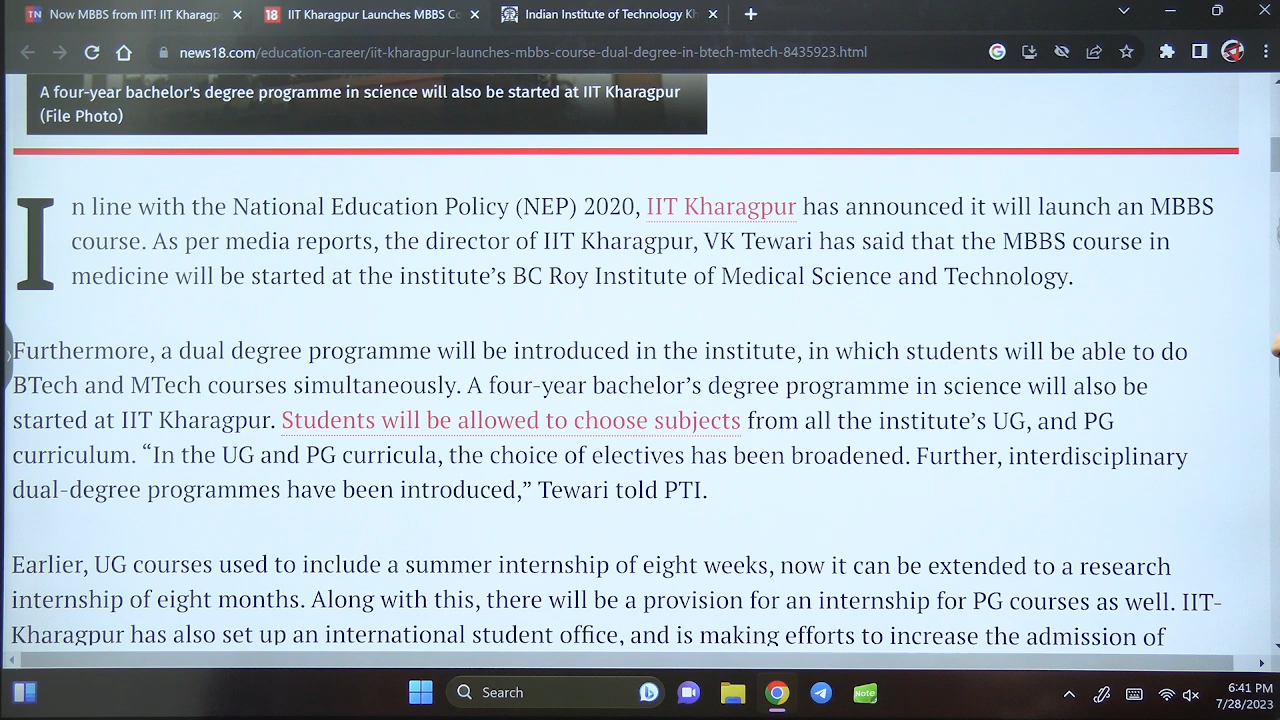 Now MBBS from IIT! IIT Kharagp
IIT Kharagpur Launches MBBS Co
Indian Institute of Technology Kh
news18.com/education-career/iit-kharagpur-launches-mbbs-course-dual-degree-in-btech-mtech-8435923.html
A four-year bachelor's degree programme in science will also be started at IIT Kharagpur
(File Photo)
In line with the National Education Policy (NEP) 2020, IIT Kharagpur has announced it will launch an MBBS
course. As per media reports, the director of IIT Kharagpur, VK Tewari has said that the MBBS course in
medicine will be started at the institute’s BC Roy Institute of Medical Science and Technology.
Furthermore, a dual degree programme will be introduced in the institute, in which students will be able to do
BTech and MTech courses simultaneously. A four-year bachelor’s degree programme in science will also be
started at IIT Kharagpur. Students will be allowed to choose subjects from all the institute’s UG, and PG
curriculum. “In the UG and PG curricula, the choice of electives has been broadened. Further, interdisciplinary
dual-degree programmes have been introduced,” Tewari told PTI.
Earlier, UG courses used to include a summer internship of eight weeks, now it can be extended to a research
internship of eight months. Along with this, there will be a provision for an internship for PG courses as well. IIT-
Kharagpur has also set up an international student office, and is making efforts to increase the admission of
Search
Note
6:41 PM
7/28/2023